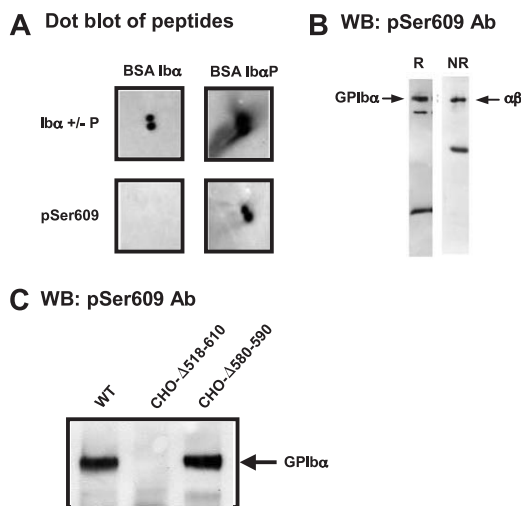 A Dot blot of peptides
BSA Ibα BSA IbαP
Ibα +/- P
pSer609
B WB: pSer609 Ab
R NR
GPIbα
αβ
C WB: pSer609 Ab
WT
CHO-Δ518-610
CHO-Δ580-590
GPIbα